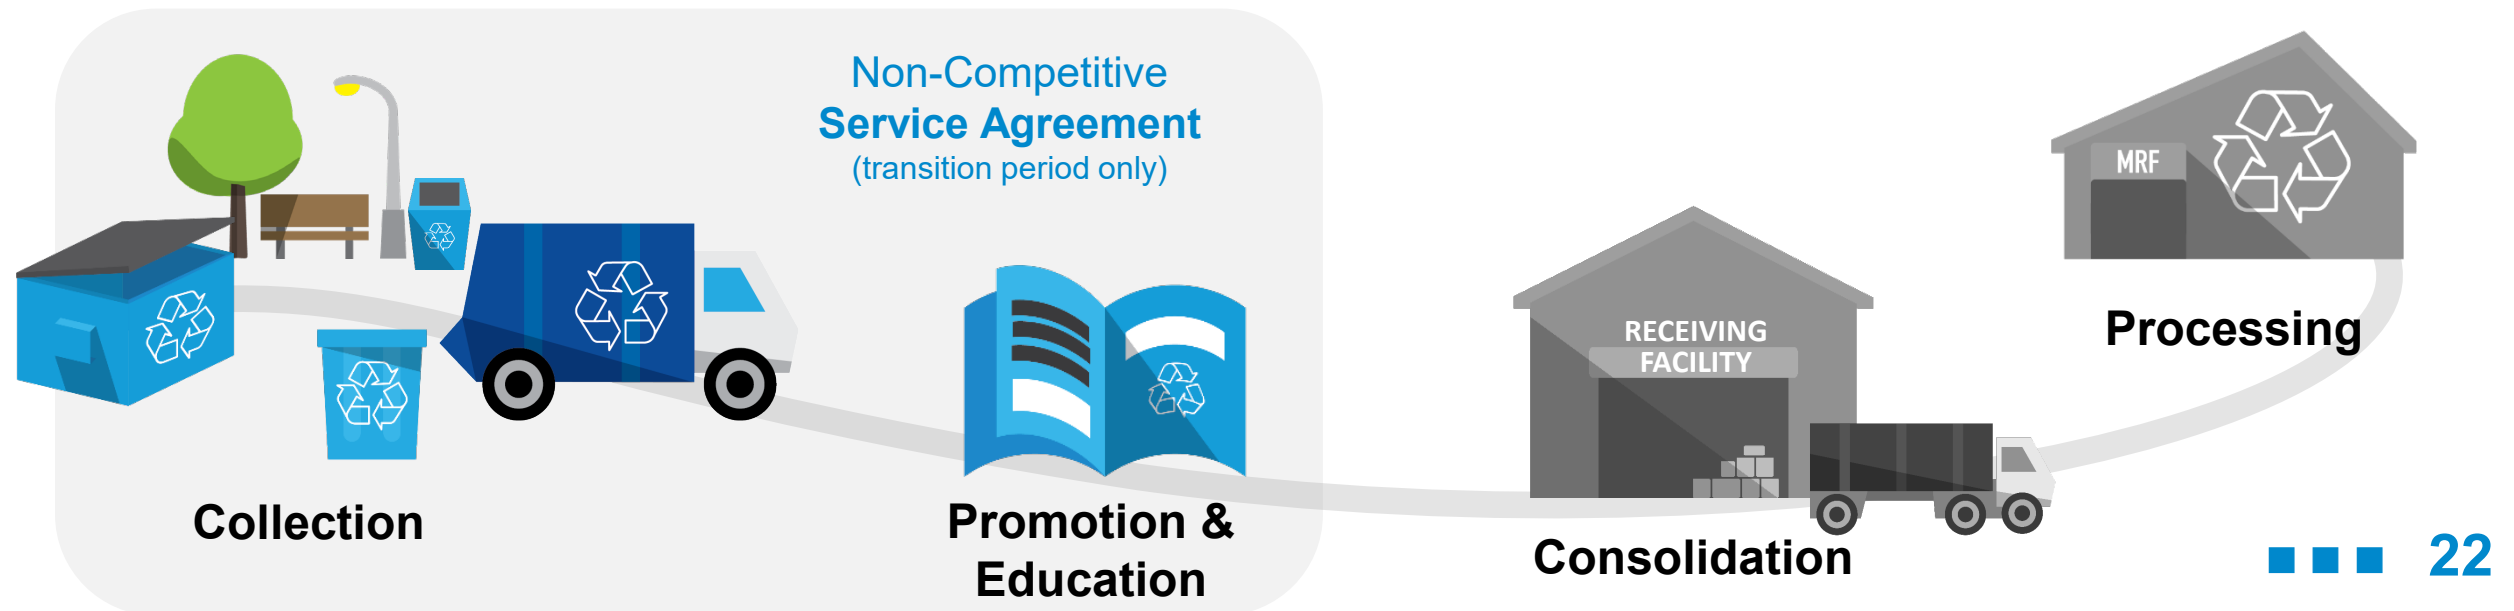 Non-Competitive
Service Agreement
(transition period only)
MRF
RECEIVING
FACILITY
Processing
Collection
Promotion &
Education
Consolidation
22